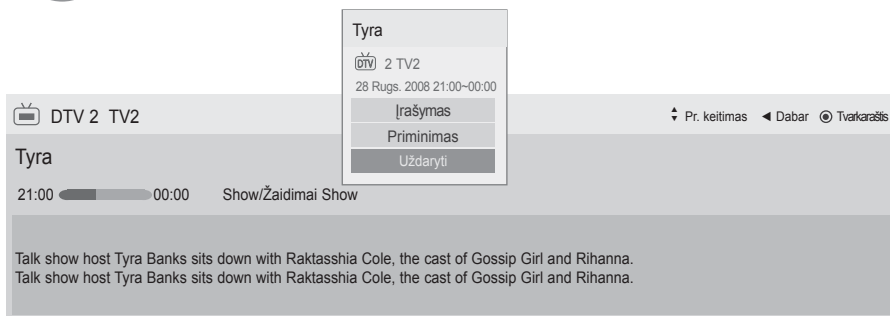 Tyra
DTV 2 TV2
28 Rugs. 2008 21:00~00:00
Įrašymas
Priminimas
Uždaryti
DTV 2 TV2
Pr. keitimas ◄ Dabar ◉ Tvarkaraštis
Tyra
21:00 00:00 Show/Žaidimai Show
Talk show host Tyra Banks sits down with Raktasshia Cole, the cast of Gossip Girl and Rihanna.
Talk show host Tyra Banks sits down with Raktasshia Cole, the cast of Gossip Girl and Rihanna.